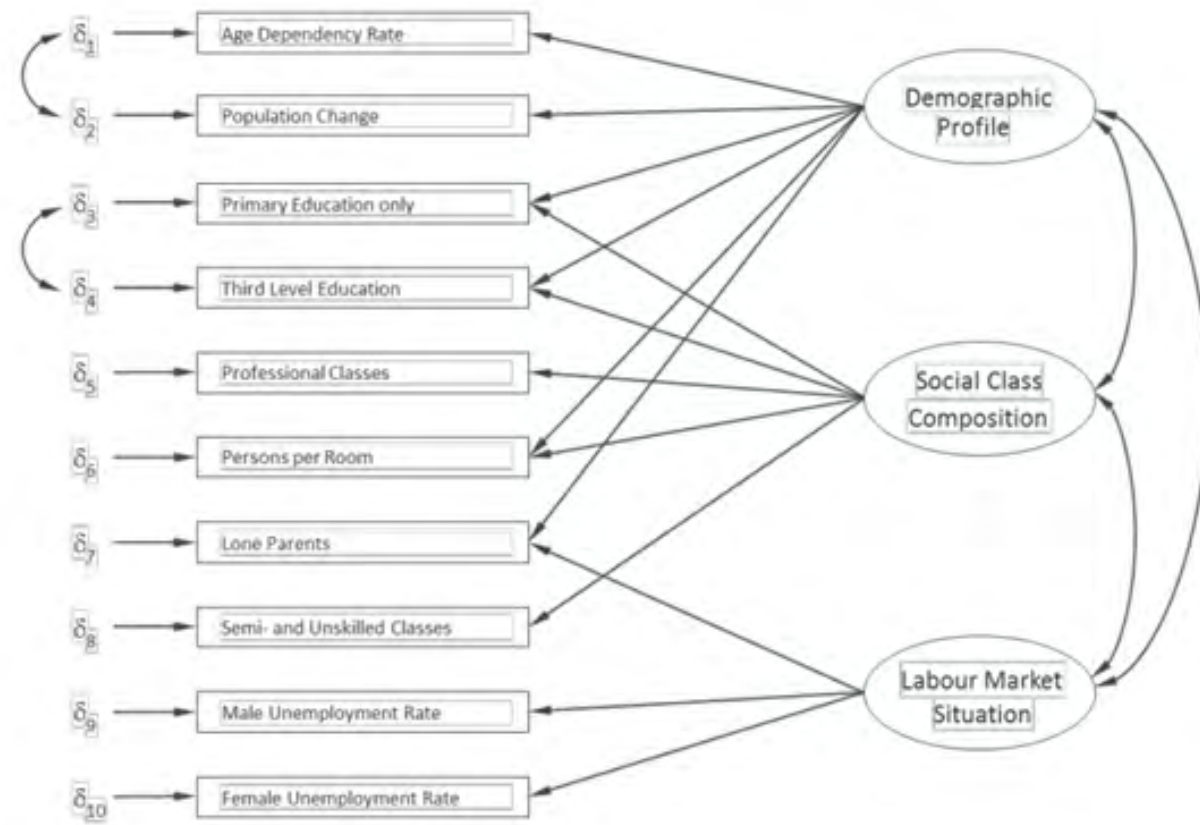 δ1
Age Dependency Rate
δ2
Population Change
δ3
Primary Education only
δ4
Third Level Education
δ5
Professional Classes
δ6
Persons per Room
δ7
Lone Parents
δ8
Semi- and Unskilled Classes
δ9
Male Unemployment Rate
δ10
Female Unemployment Rate
Demographic
Profile
Social Class
Composition
Labour Market
Situation